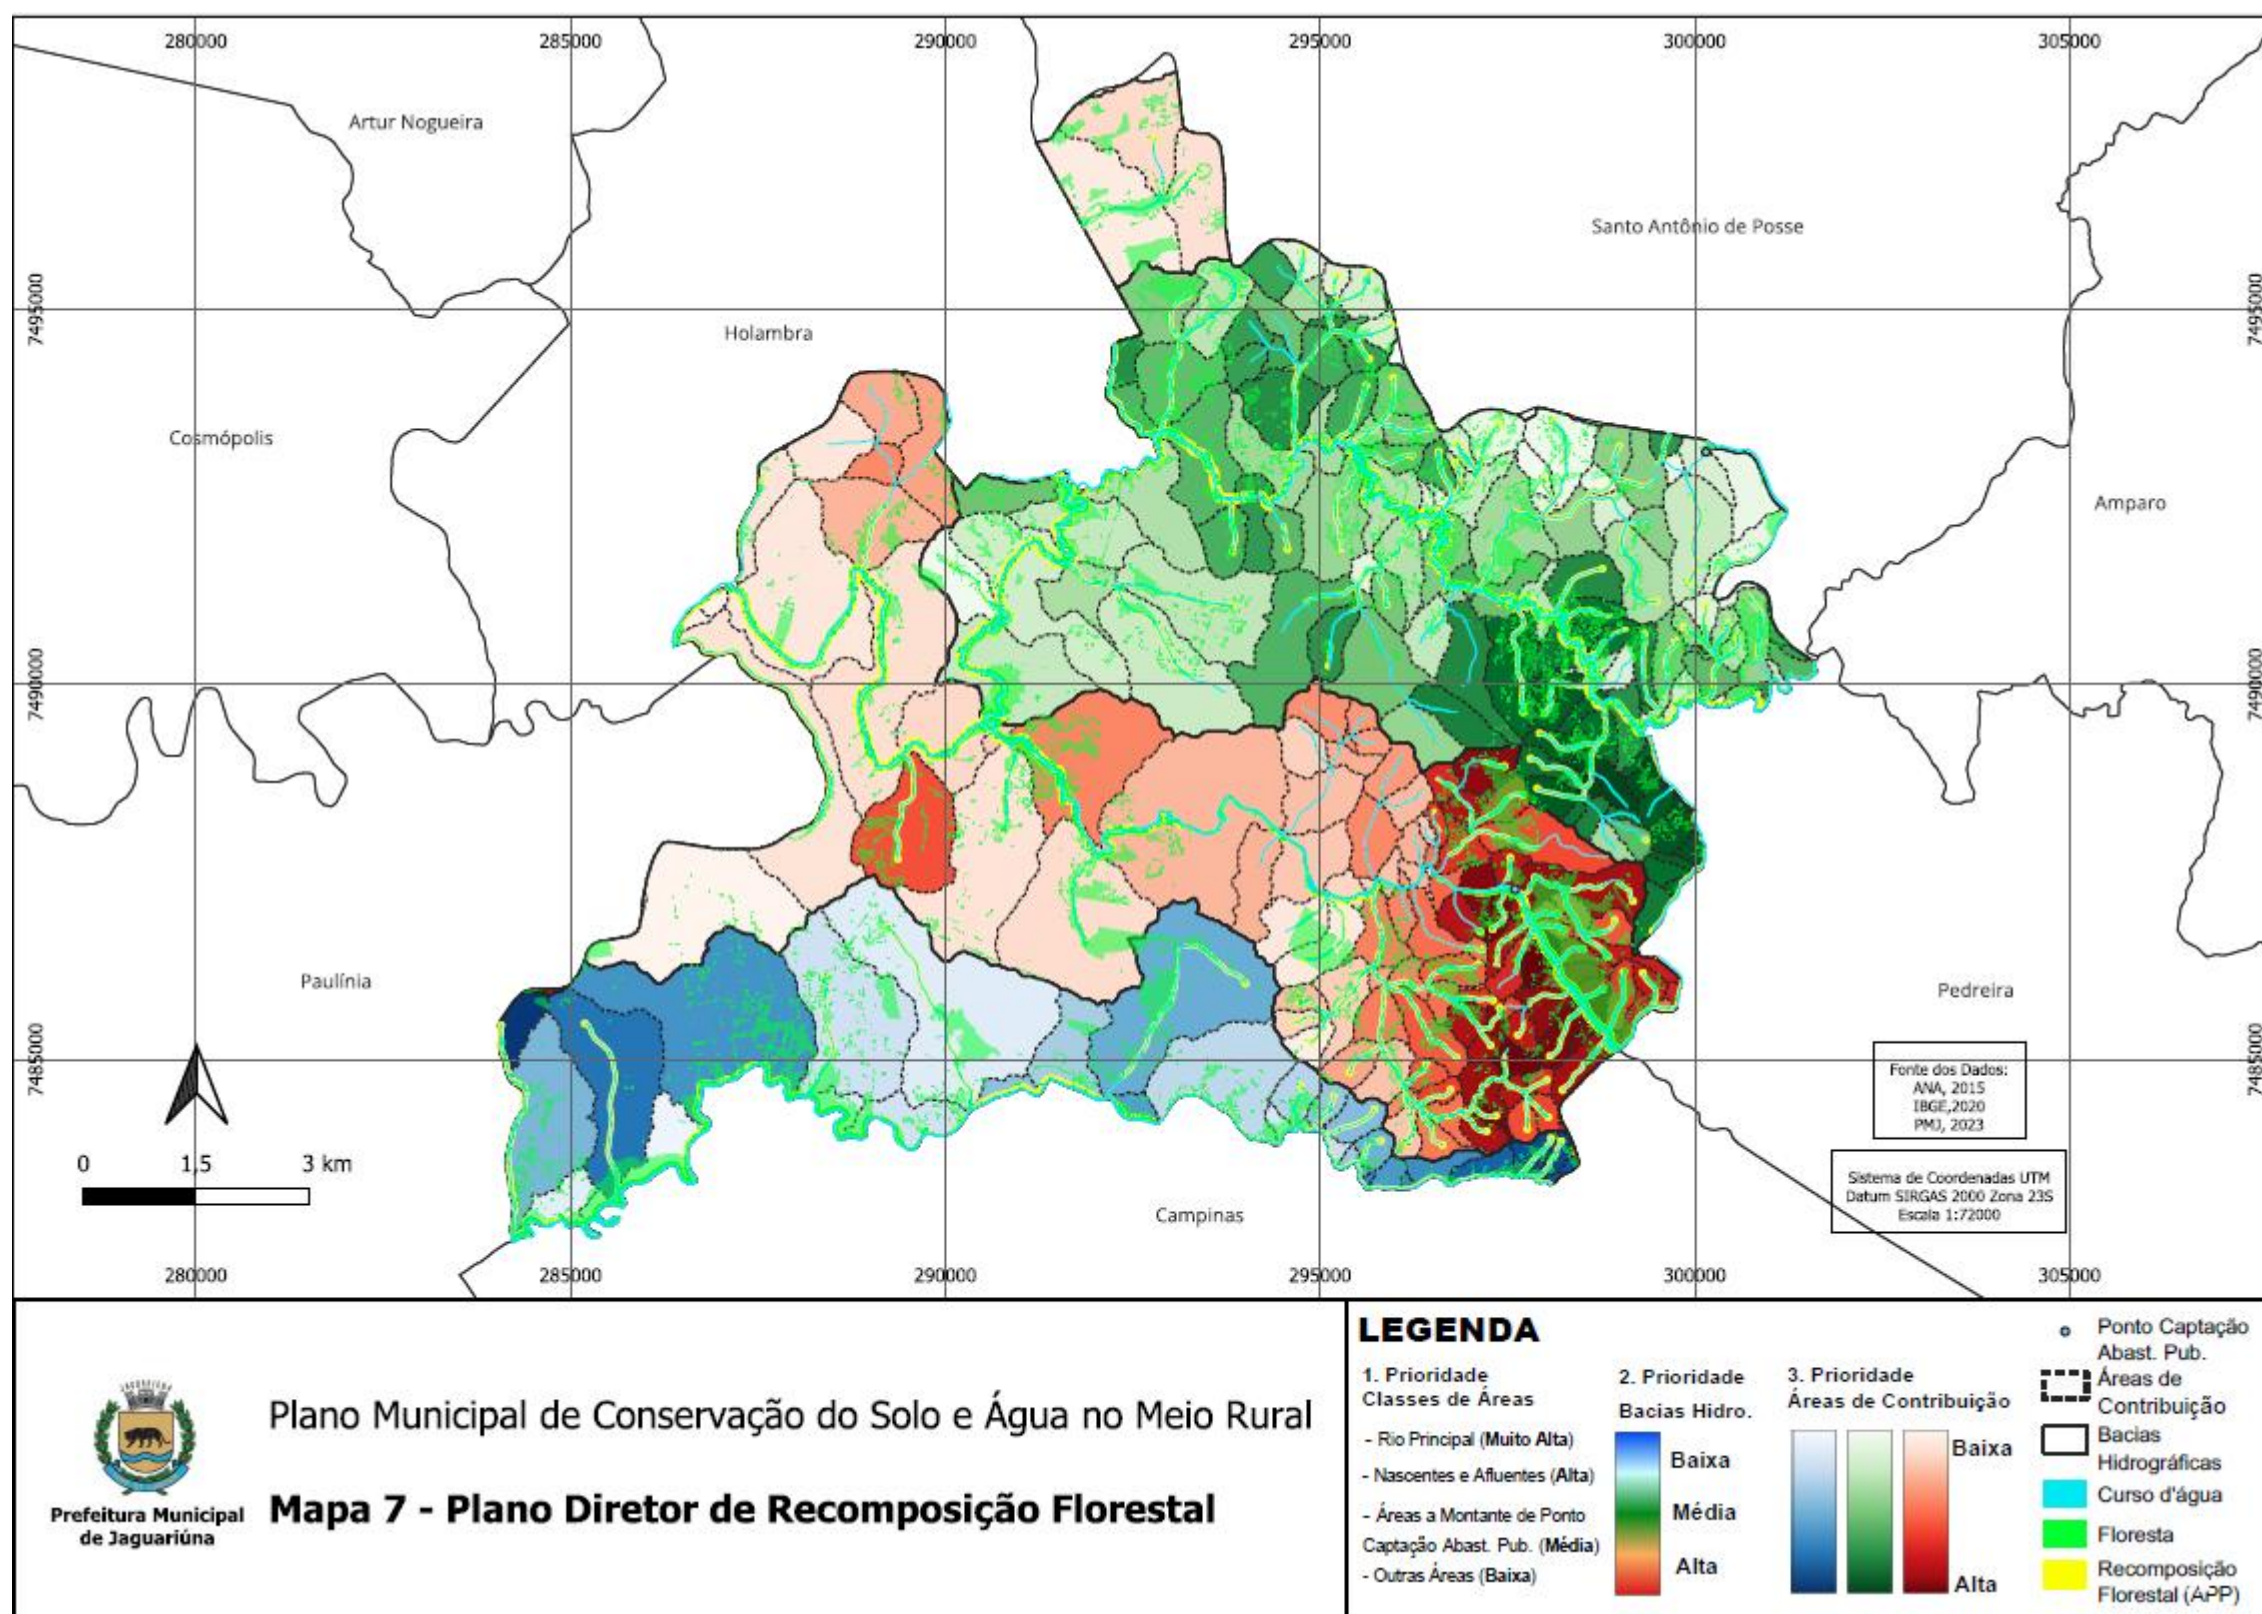 280000
285000
290000
295000
300000
305000
Artur Nogueira
Santo Antônio de Posse
7495000
7495000
Holambra
Cosmópolis
Amparo
7490000
7490000
Paulínia
Pedreira
7485000
7485000
Fonte dos Dados:
ANA, 2015
IBGE,2020
PMJ, 2023
0 1,5 3 km
Sistema de Coordenadas UTM
Datum SIRGAS 2000 Zona 23S
Escala 1:72000
Campinas
280000
285000
290000
295000
300000
305000
Prefeitura Municipal
de Jaguariúna
Plano Municipal de Conservação do Solo e Água no Meio Rural
Mapa 7 - Plano Diretor de Recomposição Florestal
LEGENDA
1. Prioridade
Classes de Áreas
- Rio Principal (Muito Alta)
- Nascentes e Afluentes (Alta)
- Áreas a Montante de Ponto
Captação Abast. Pub. (Média)
- Outras Áreas (Baixa)
2. Prioridade
Bacias Hidro.
Baixa
Média
Alta
3. Prioridade
Áreas de Contribuição
Baixa
Alta
Ponto Captação
Abast. Pub.
Áreas de
Contribuição
Bacias
Hidrográficas
Curso d'água
Floresta
Recomposição
Florestal (APP)